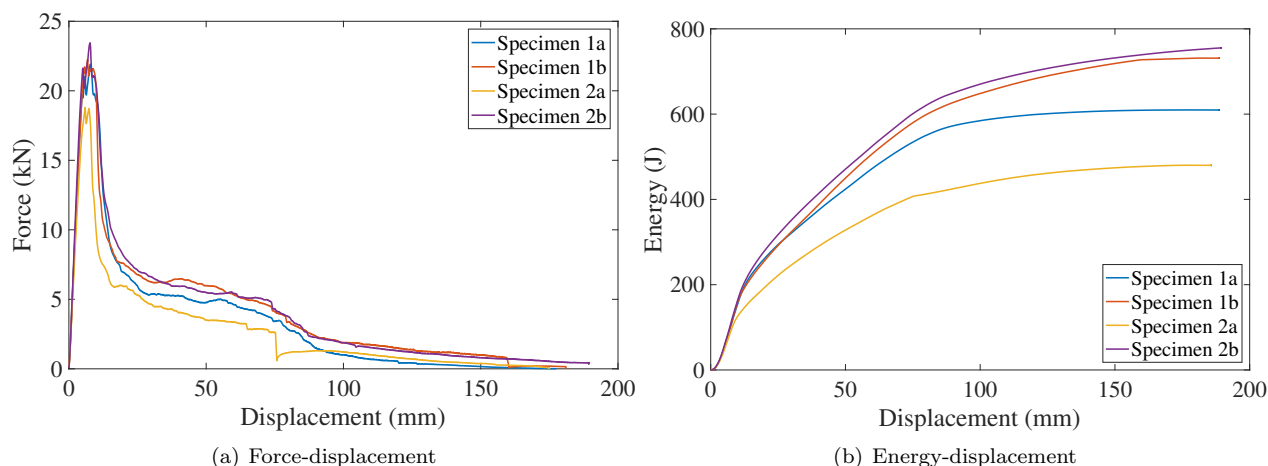 25
20
15
10
5
0
0
50
100
150
200
Force (kN)
Displacement (mm)
Specimen 1a
Specimen 1b
Specimen 2a
Specimen 2b
(a) Force-displacement
800
600
400
200
0
0
50
100
150
200
Energy (J)
Displacement (mm)
Specimen 1a
Specimen 1b
Specimen 2a
Specimen 2b
(b) Energy-displacement